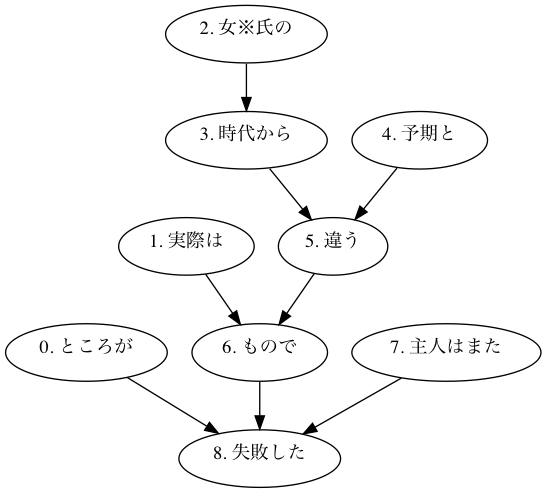 2. 女※氏の
3. 時代から
4. 予期と
1. 実際は
5. 違う
0. ところが
6. もので
7. 主人はまた
8. 失敗した